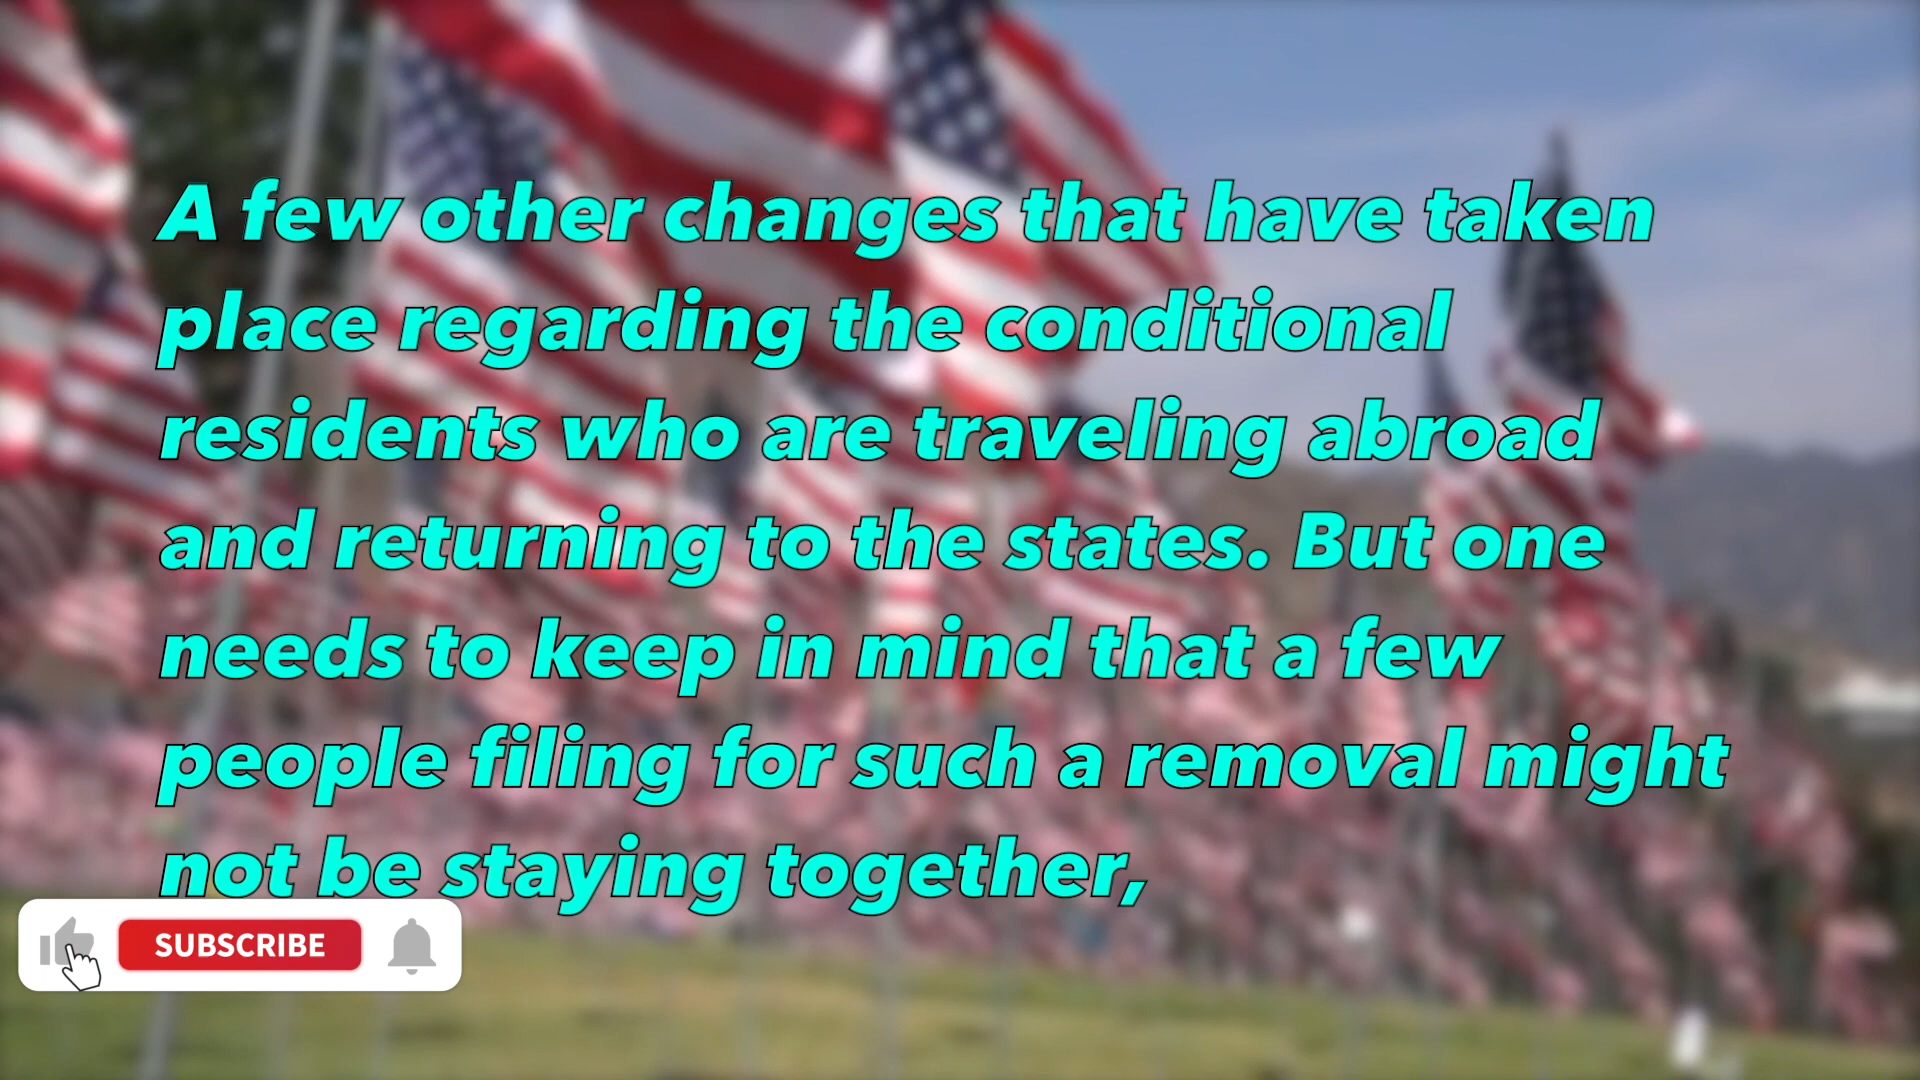 A few other changes that have taken
place regarding the conditional
residents who are traveling abroad
and returning to the states. But one
needs to keep in mind that a few
people filing for such a removal might
not be staying together,
SUBSCRIBE